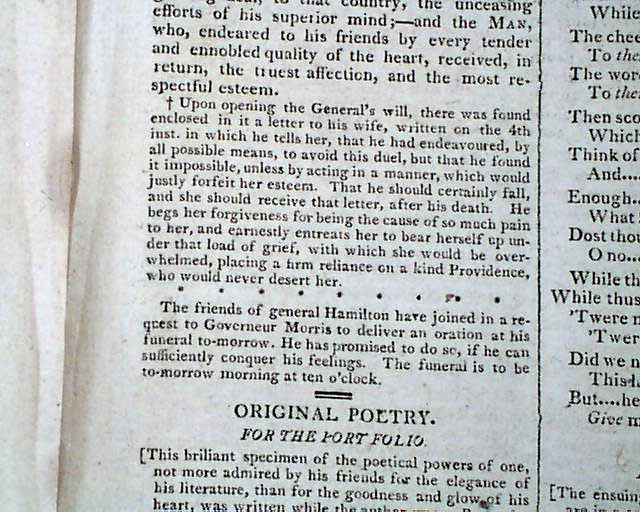 to that country, the unceasing
efforts of his superior mind;—and the MAN,
who, endeared to his friends by every tender
and ennobled quality of the heart, received, in
return, the truest affection, and the most re-
spectful esteem.
† Upon opening the General's will, there was found
enclosed in it a letter to his wife, written on the 4th
inst. in which he tells her, that he had endeavoured, by
all possible means, to avoid this duel, but that he found
it impossible, unless by acting in a manner, which would
justly forfeit her esteem. That he should certainly fall,
and she should receive that letter, after his death. He
begs her forgiveness for being the cause of so much pain
to her, and earnestly entreats her to bear herself up un-
der that load of grief, with which she would be over-
whelmed, placing a firm reliance on a kind Providence,
who would never desert her.
* * * * * * * * *
The friends of general Hamilton have joined in a re-
quest to Governeur Morris to deliver an oration at his
funeral to-morrow. He has promised to do so, if he can
sufficiently conquer his feelings. The funeral is to be
to-morrow morning at ten o'clock.
ORIGINAL POETRY.
FOR THE PORT FOLIO.
[This briliant specimen of the poetical powers of one,
not more admired by his friends for the elegance of
his literature, than for the goodness and glow of his
heart, was written while the author
While
The chee
To the
The wor
To the
Then sco
Which
Think of
And....
Enough..
What
Dost thou
O no...
While th
While thus
'Twere n
'Twer
Did we n
This l
But....he
Give m
[The ensuin